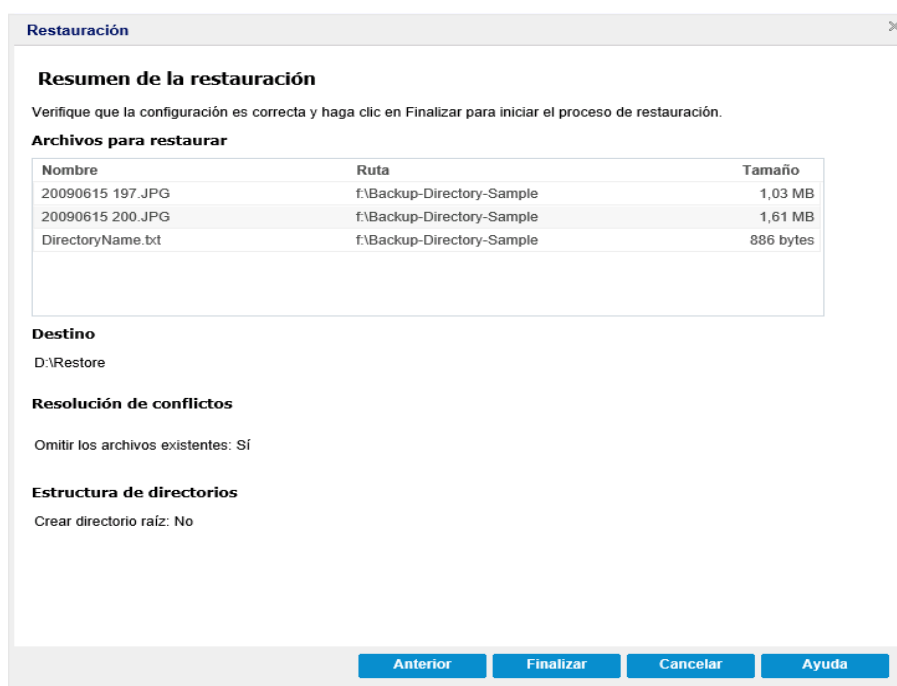 Restauración
Resumen de la restauración
Verifique que la configuración es correcta y haga clic en Finalizar para iniciar el proceso de restauración.
Archivos para restaurar
Nombre Ruta Tamaño
20090615 197.JPG f:\Backup-Directory-Sample 1,03 MB
20090615 200.JPG f:\Backup-Directory-Sample 1,61 MB
DirectoryName.txt f:\Backup-Directory-Sample 886 bytes
Destino
D:\Restore
Resolución de conflictos
Omitir los archivos existentes: Sí
Estructura de directorios
Crear directorio raíz: No
Anterior Finalizar Cancelar Ayuda